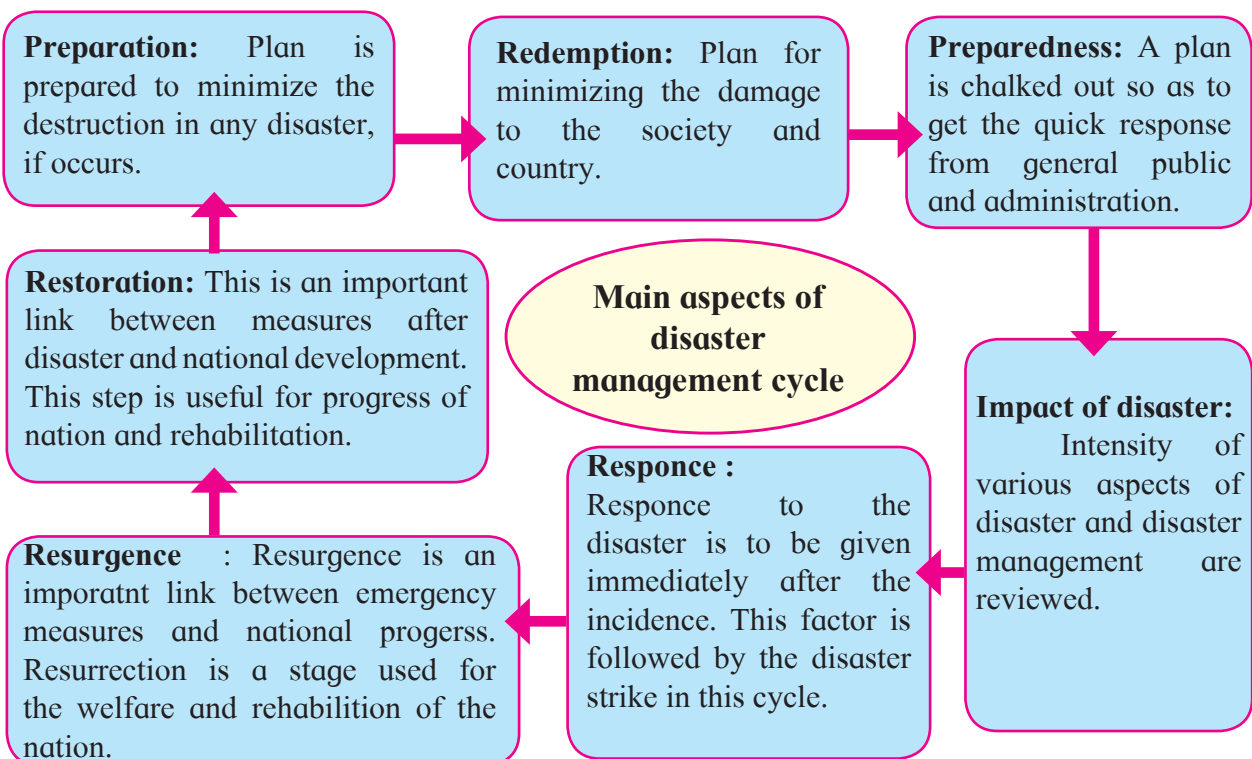 Preparation: Plan is
prepared to minimize the
destruction in any disaster,
if occurs.
Redemption: Plan for
minimizing the damage
to the society and
country.
Preparedness: A plan
is chalked out so as to
get the quick response
from general public
and administration.
Main aspects of
disaster
management cycle
Impact of disaster:
Intensity of
various aspects of
disaster and disaster
management are
reviewed.
Responce :
Responce to the
disaster is to be given
immediately after the
incidence. This factor is
followed by the disaster
strike in this cycle.
Resurgence : Resurgence is an
imporatnt link between emergency
measures and national progerss.
Resurrection is a stage used for
the welfare and rehabilition of the
nation.
Restoration: This is an important
link between measures after
disaster and national development.
This step is useful for progress of
nation and rehabilitation.